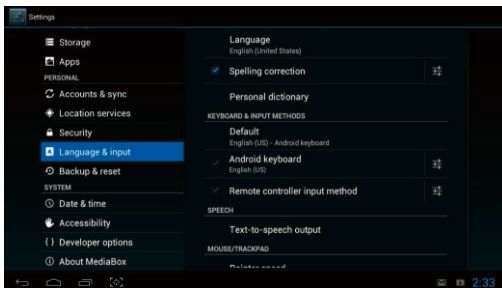 Settings
Storage
Apps
PERSONAL
Accounts & sync
Location services
Security
Language & input
Backup & reset
SYSTEM
Date & time
Accessibility
{ } Developer options
About MediaBox
Language
English (United States)
Spelling correction
Personal dictionary
KEYBOARD & INPUT METHODS
Default
English (US) - Android keyboard
Android keyboard
English (US)
Remote controller input method
SPEECH
Text-to-speech output
MOUSE/TRACKPAD
Pointer speed
2:33